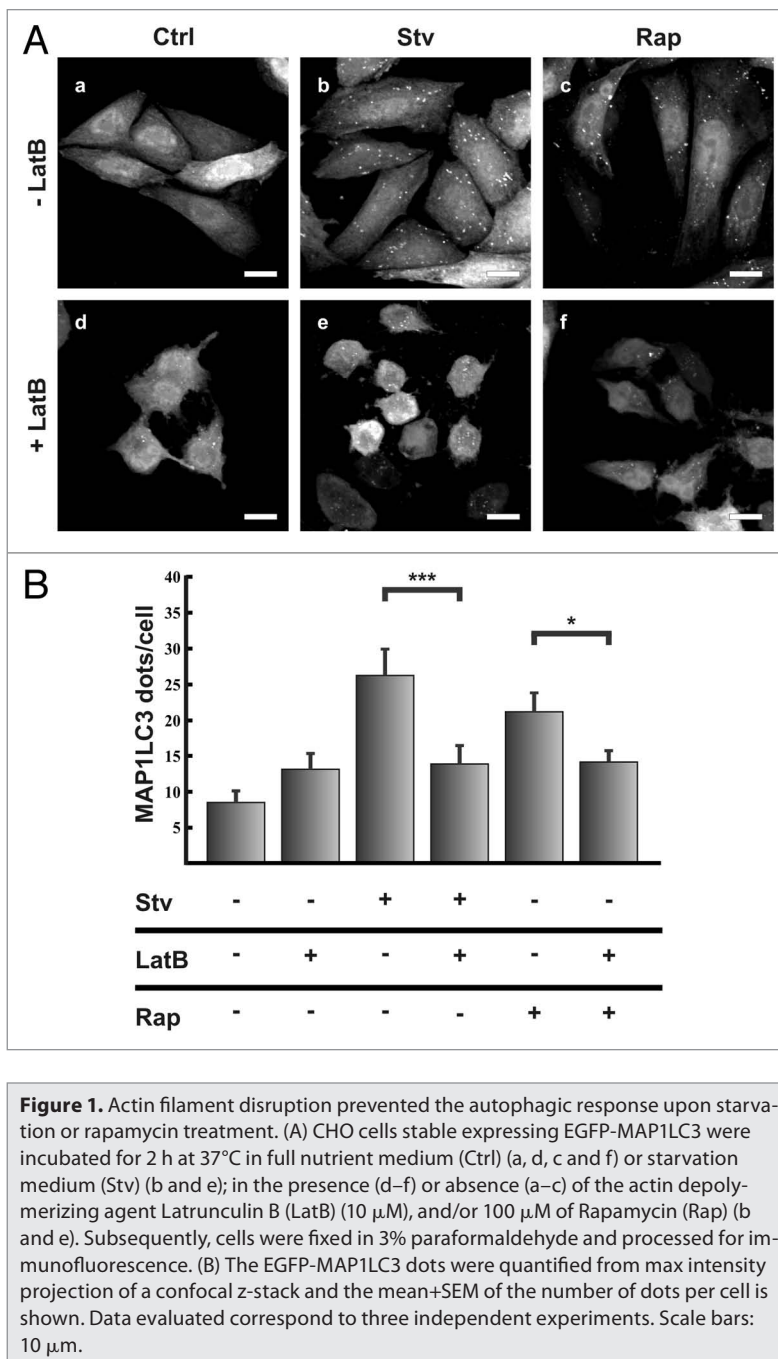 A
Ctrl
Stv
Rap
- LatB
a
b
c
+ LatB
d
e
f
B
MAP1LC3 dots/cell
40
35
30
25
20
15
10
5
***
*
Stv - - + + - -
LatB - + - + - +
Rap - - - - + +
Figure 1. Actin filament disruption prevented the autophagic response upon starva-
tion or rapamycin treatment. (A) CHO cells stable expressing EGFP-MAP1LC3 were
incubated for 2 h at 37°C in full nutrient medium (Ctrl) (a, d, c and f) or starvation
medium (Stv) (b and e); in the presence (d–f) or absence (a–c) of the actin depoly-
merizing agent Latrunculin B (LatB) (10 μM), and/or 100 μM of Rapamycin (Rap) (b
and e). Subsequently, cells were fixed in 3% paraformaldehyde and processed for im-
munofluorescence. (B) The EGFP-MAP1LC3 dots were quantified from max intensity
projection of a confocal z-stack and the mean+SEM of the number of dots per cell is
shown. Data evaluated correspond to three independent experiments. Scale bars:
10 μm.